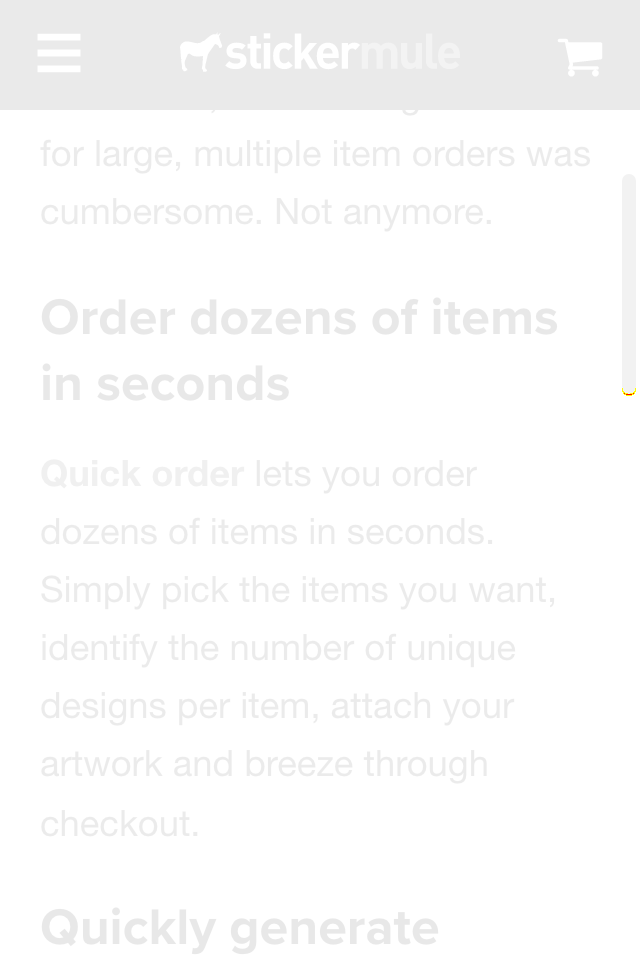 stickermule
for large, multiple item orders was
cumbersome. Not anymore.
Order dozens of items
in seconds
Quick order lets you order
dozens of items in seconds.
Simply pick the items you want,
identify the number of unique
designs per item, attach your
artwork and breeze through
checkout.
Quickly generate